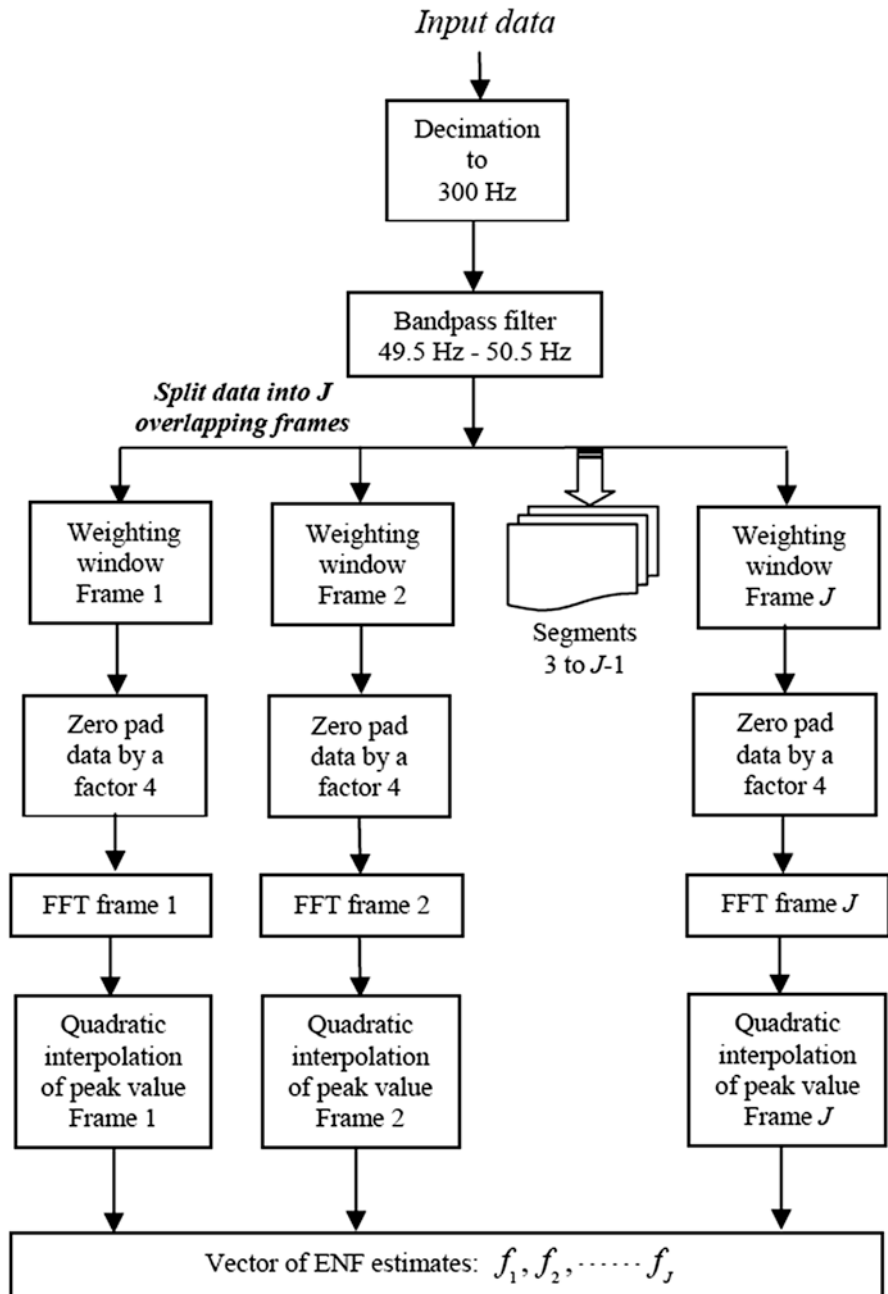 Input data
Decimation
to
300 Hz
Bandpass filter
49.5 Hz - 50.5 Hz
Split data into J
overlapping frames
Weighting
window
Frame 1
Weighting
window
Frame 2
Segments
3 to J-1
Weighting
window
Frame J
Zero pad
data by a
factor 4
Zero pad
data by a
factor 4
Zero pad
data by a
factor 4
FFT frame 1
FFT frame 2
FFT frame J
Quadratic
interpolation
of peak value
Frame 1
Quadratic
interpolation
of peak value
Frame 2
Quadratic
interpolation
of peak value
Frame J
Vector of ENF estimates: f₁, f₂, ······ f_J